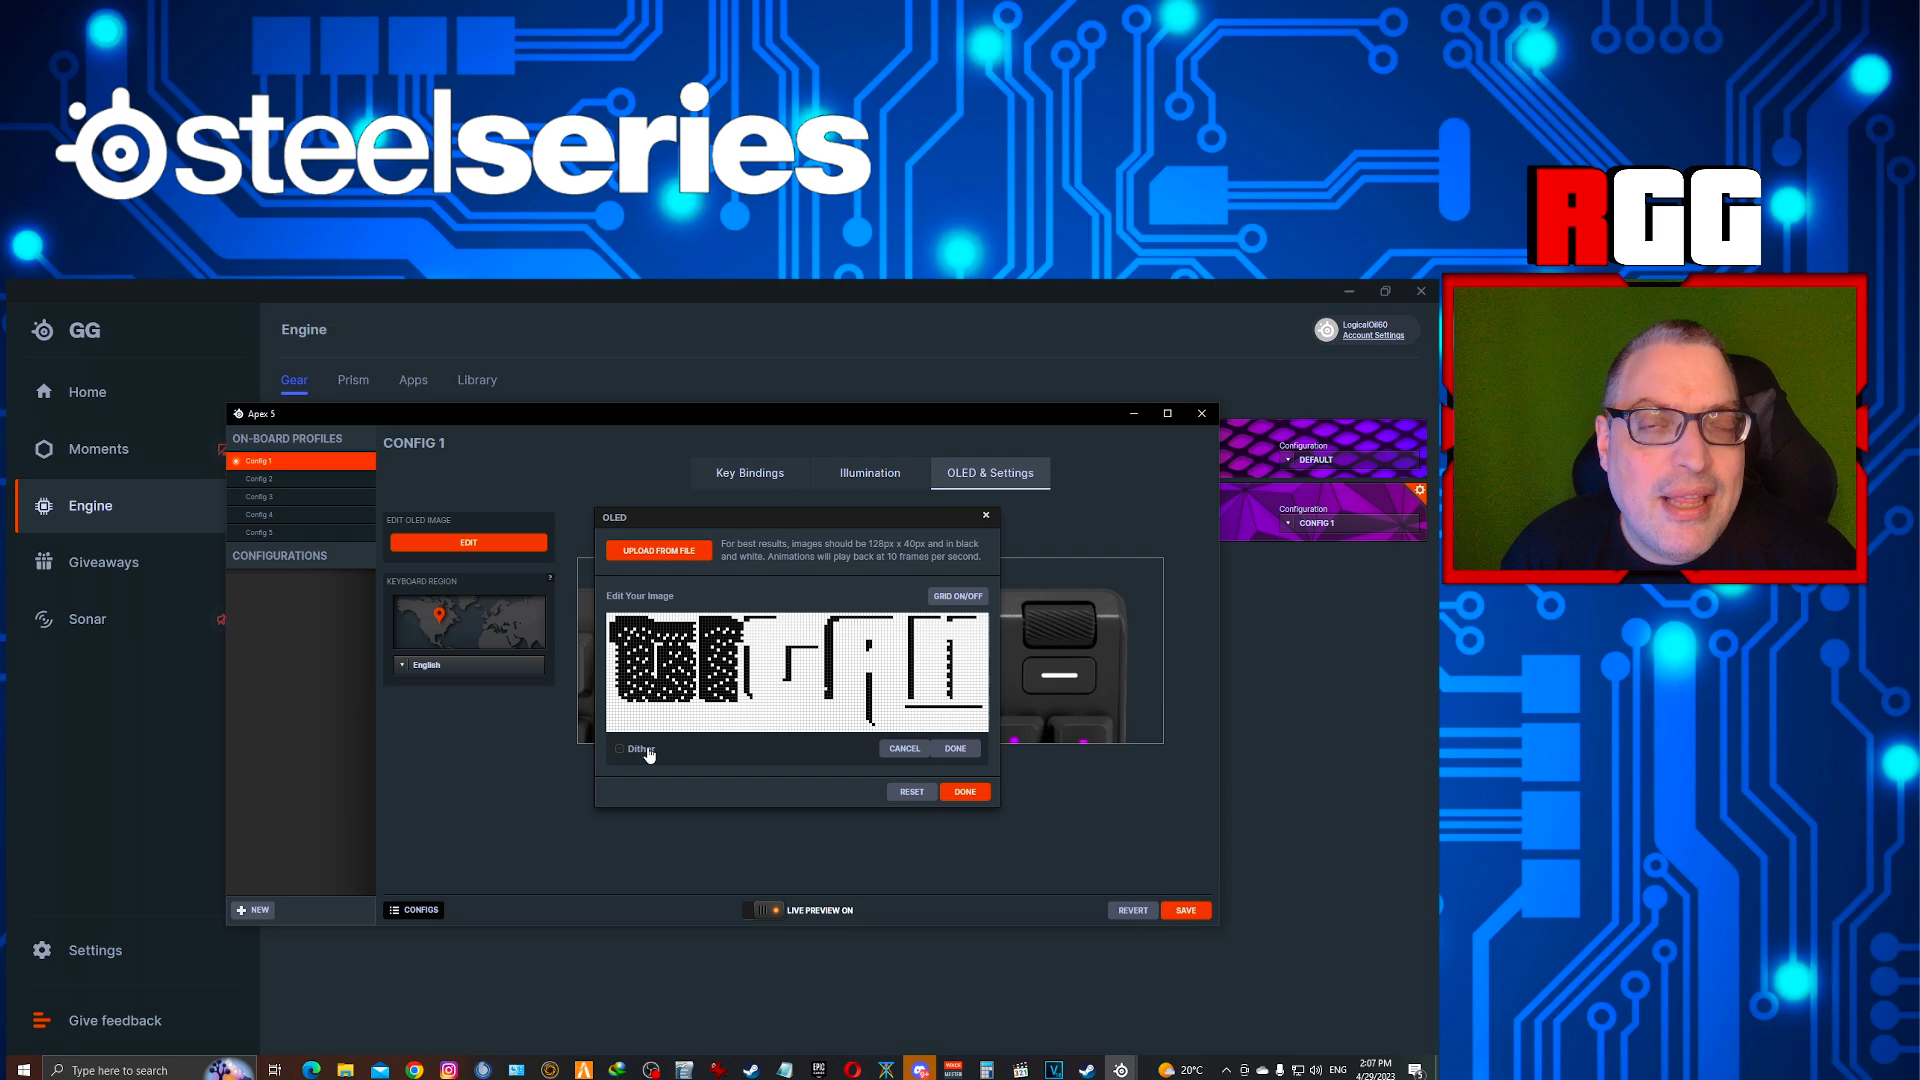 steelseries
RGG
GG
Engine
LogicalOil60
Account Settings
Home
Gear
Prism
Apps
Library
Moments
Engine
Giveaways
Sonar
Settings
Give feedback
Apex 5
ON-BOARD PROFILES
Config 1
Config 2
Config 3
Config 4
Config 5
CONFIGURATIONS
CONFIG 1
Key Bindings
Illumination
OLED & Settings
EDIT OLED IMAGE
EDIT
KEYBOARD REGION
?
English
OLED
UPLOAD FROM FILE
For best results, images should be 128px x 40px and in black
and white. Animations will play back at 10 frames per second.
Edit Your Image
GRID ON/OFF
Dither
CANCEL
DONE
RESET
DONE
Configuration
DEFAULT
Configuration
CONFIG 1
NEW
CONFIGS
LIVE PREVIEW ON
REVERT
SAVE
Type here to search
20°C
ENG
2:07 PM
4/29/2023